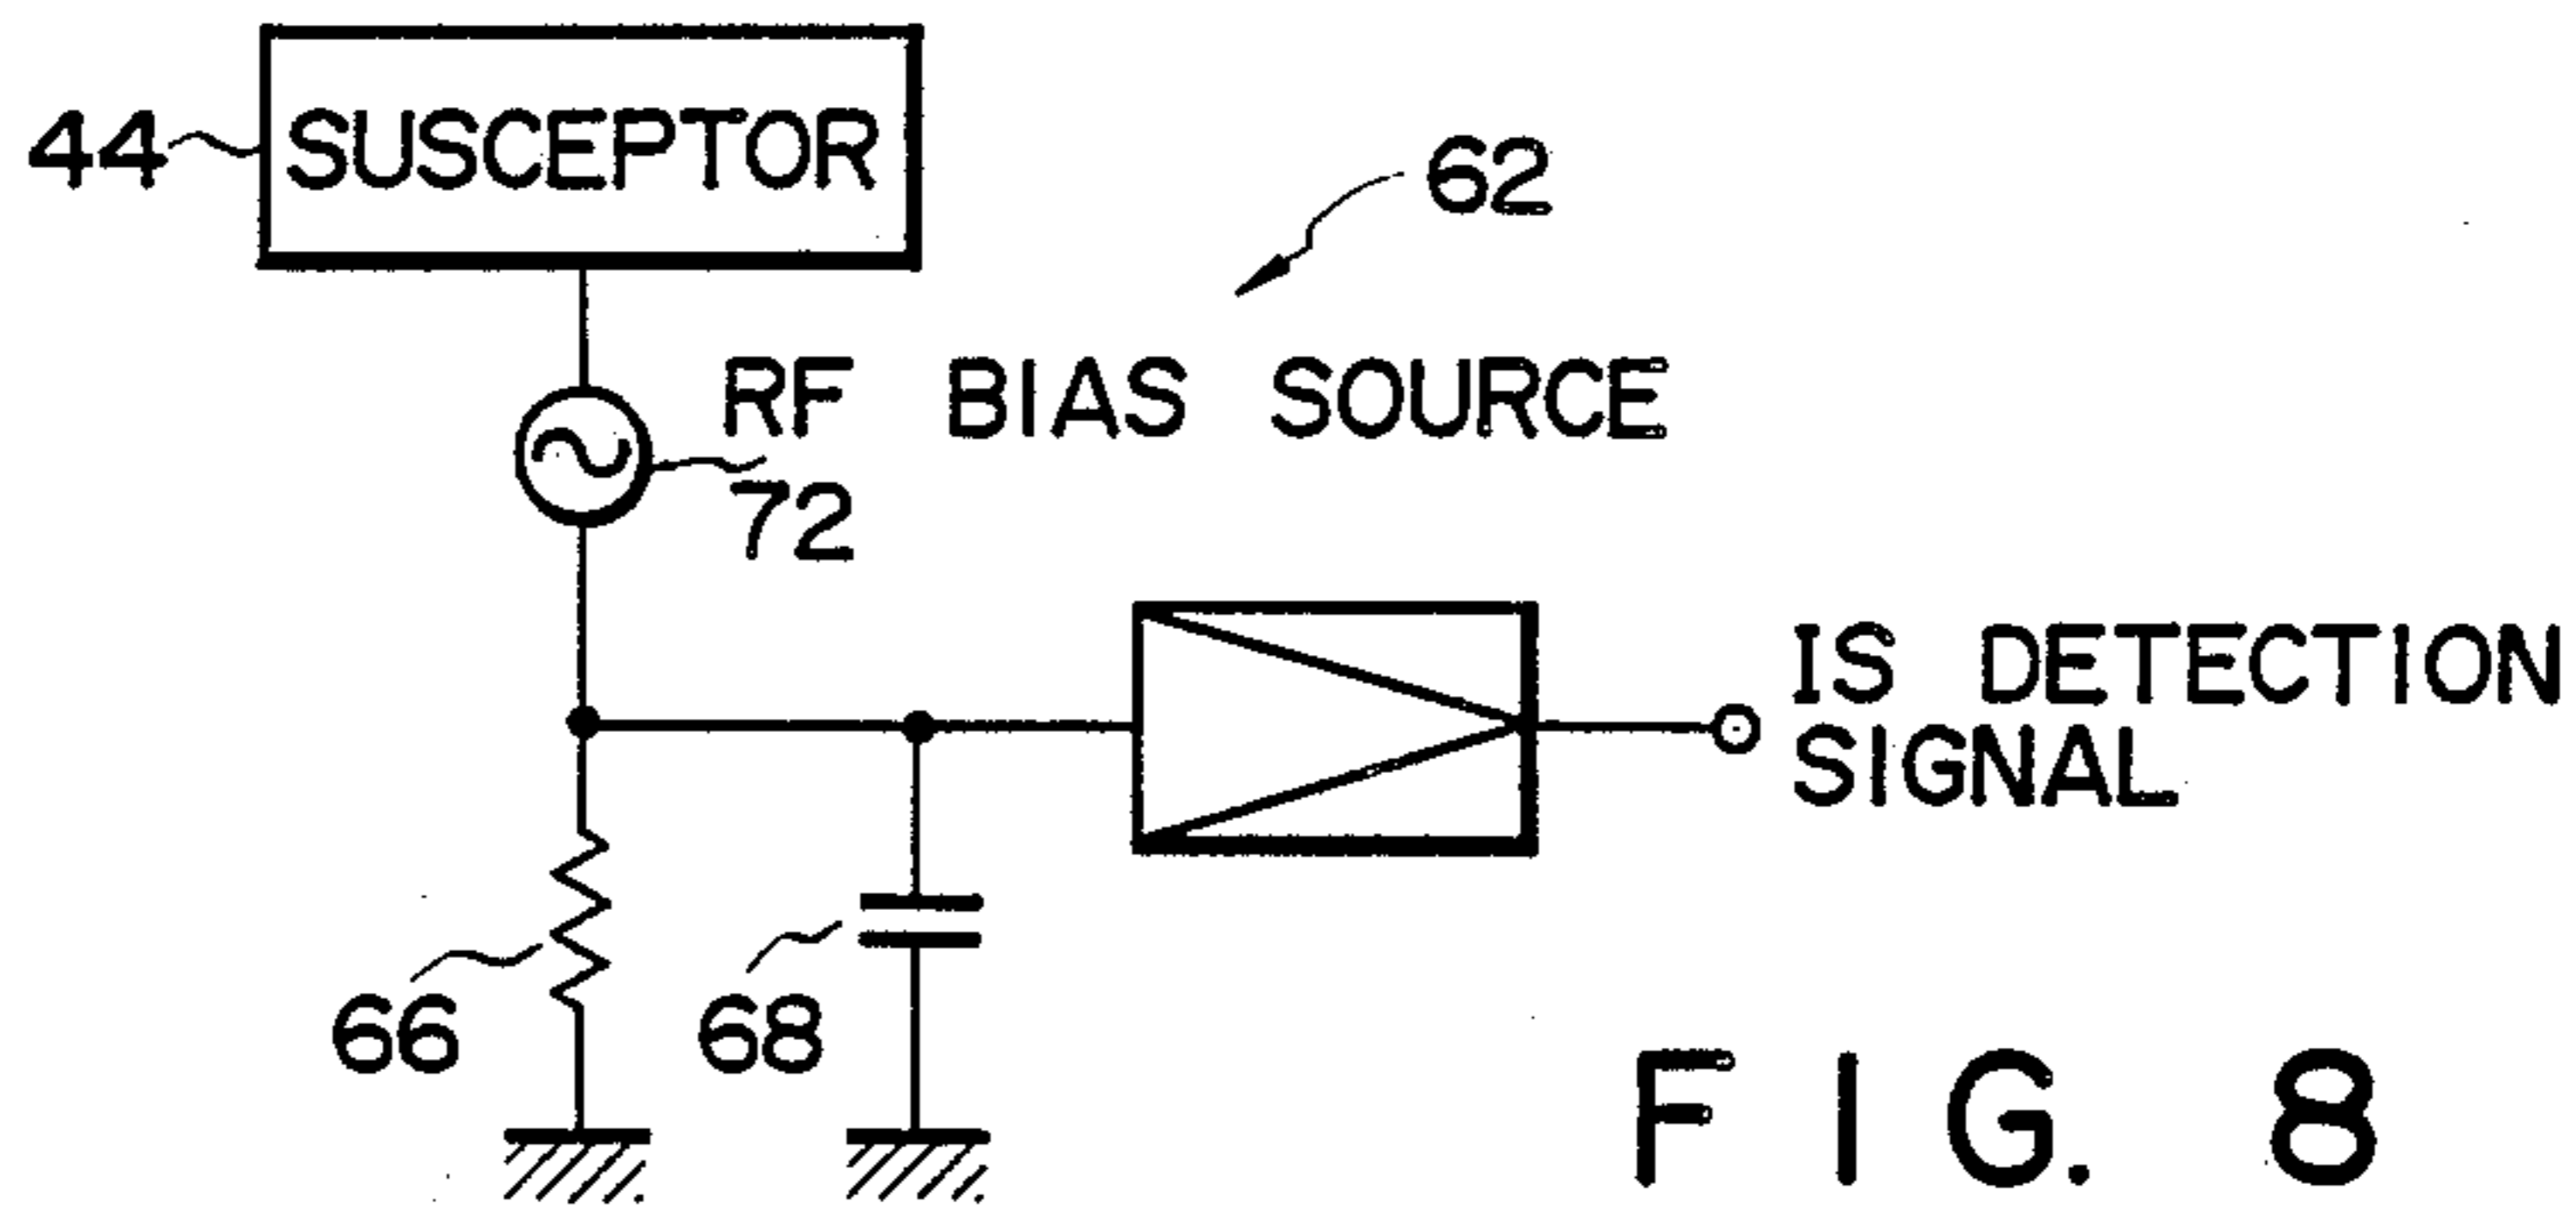 44
SUSCEPTOR
62
RF BIAS SOURCE
72
IS DETECTION
SIGNAL
66
68
FIG. 8